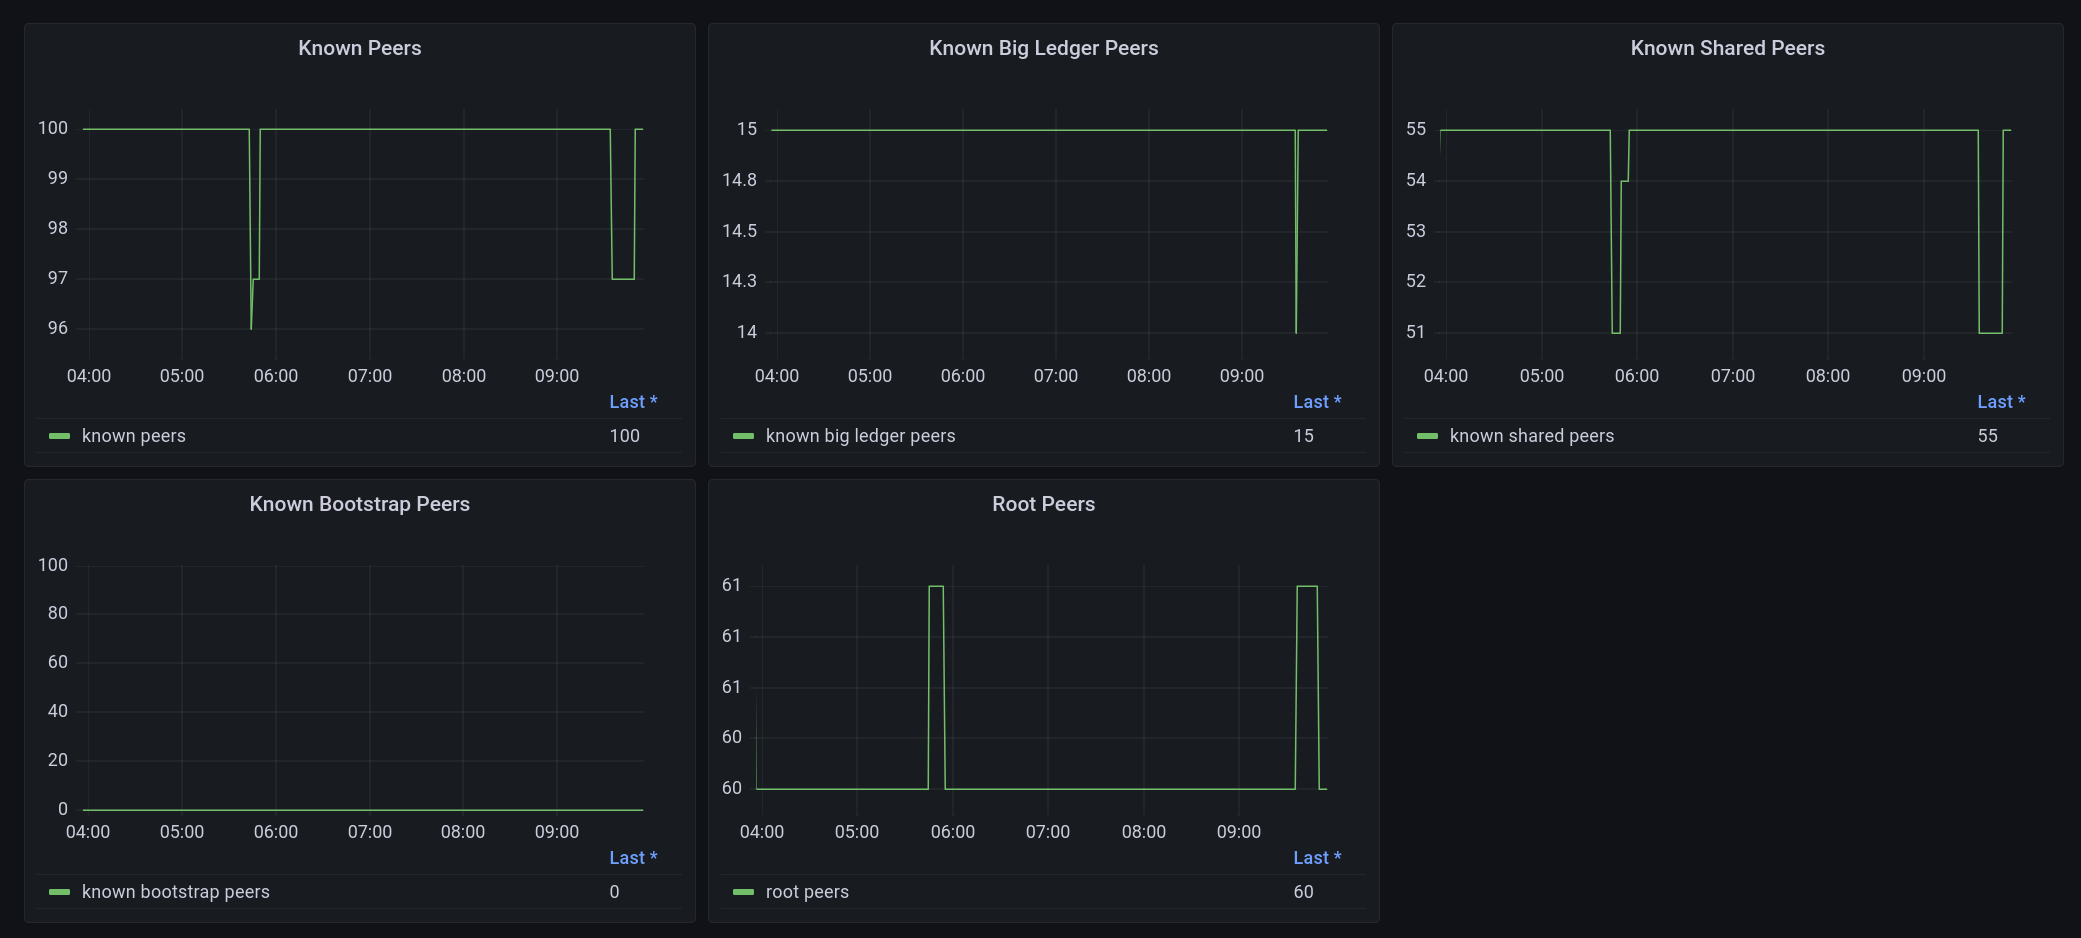 Known Peers
100
99
98
97
96
04:00 05:00 06:00 07:00 08:00 09:00
Last *
known peers 100
Known Big Ledger Peers
15
14.8
14.5
14.3
14
04:00 05:00 06:00 07:00 08:00 09:00
Last *
known big ledger peers 15
Known Shared Peers
55
54
53
52
51
04:00 05:00 06:00 07:00 08:00 09:00
Last *
known shared peers 55
Known Bootstrap Peers
100
80
60
40
20
0
04:00 05:00 06:00 07:00 08:00 09:00
Last *
known bootstrap peers 0
Root Peers
61
61
61
60
60
04:00 05:00 06:00 07:00 08:00 09:00
Last *
root peers 60